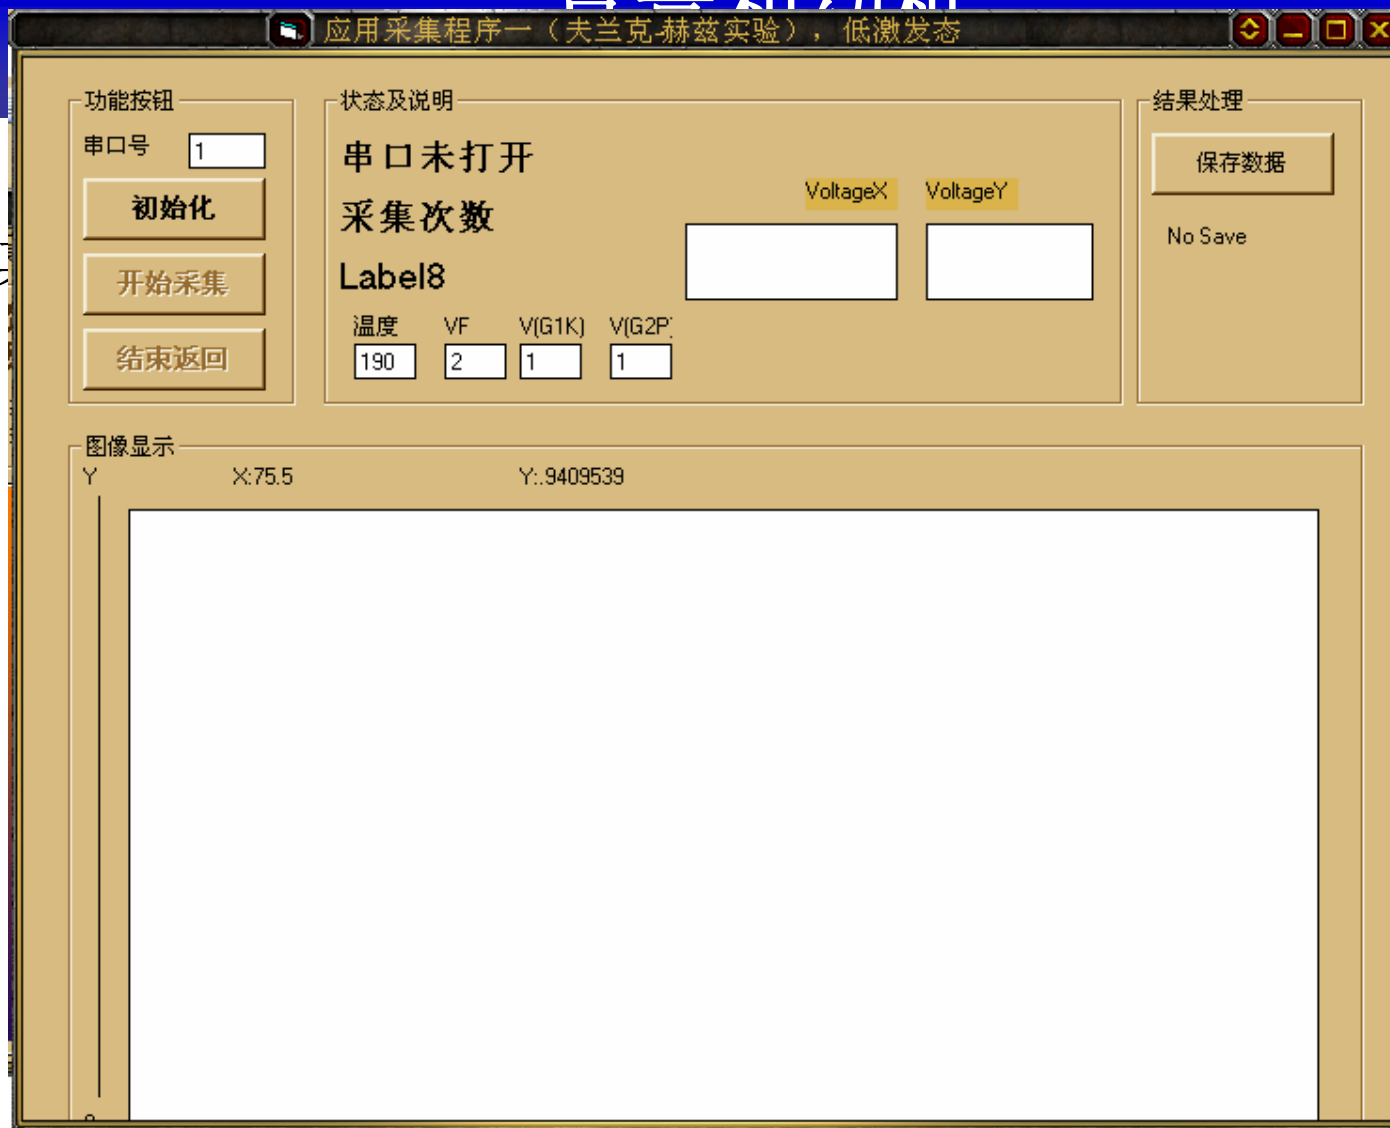 应用采集程序一（夫兰克-赫兹实验），低激发态
功能按钮
串口号 1
初始化
开始采集
结束返回
状态及说明
串口未打开
采集次数
Label8
温度 VF V(G1K) V(G2P)
190 2 1 1
VoltageX VoltageY
结果处理
保存数据
No Save
图像显示
Y X:75.5 Y:.9409539